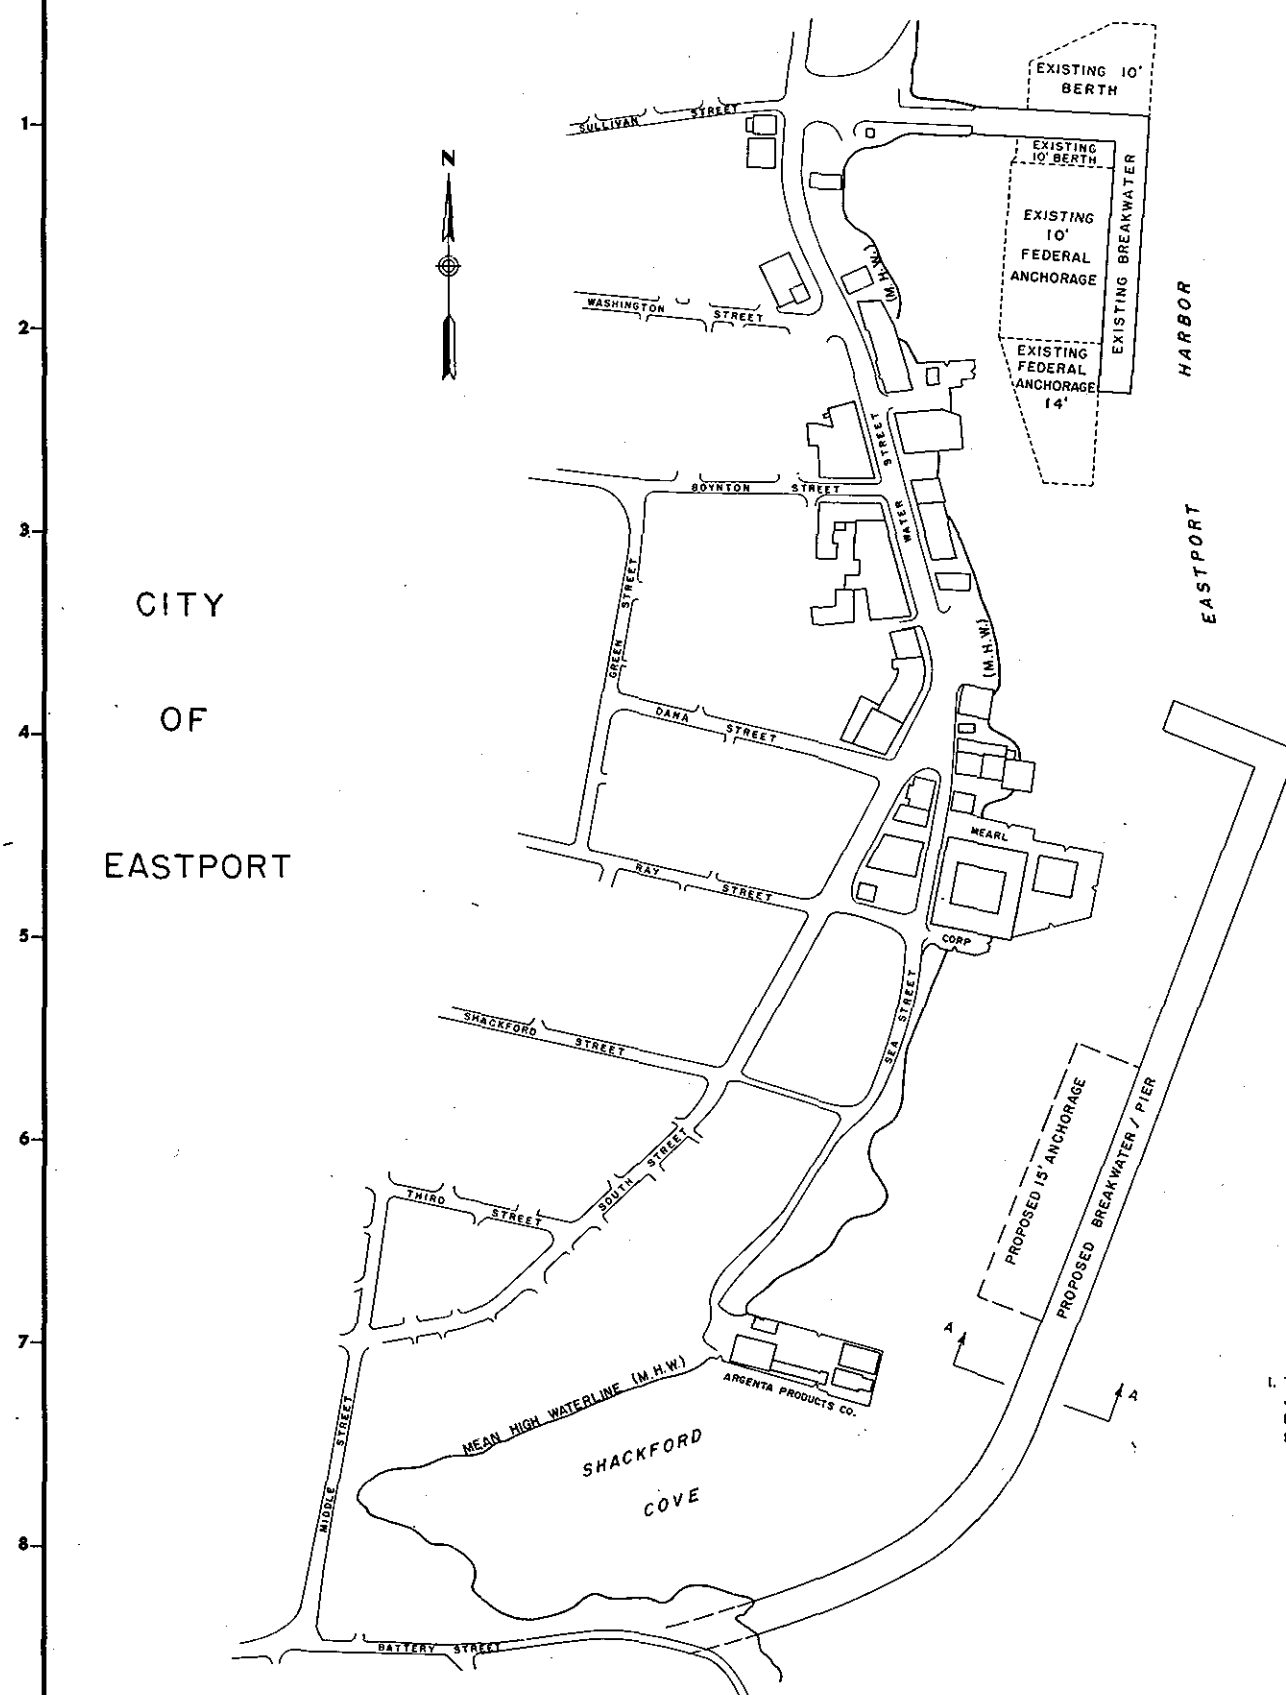 EXISTING 10'
BERTH
1
SULLIVAN STREET
EXISTING
10' BERTH
N
EXISTING
10'
FEDERAL
ANCHORAGE
EXISTING BREAKWATER
(M.H.W.)
HARBOR
WASHINGTON STREET
2
EXISTING
FEDERAL
ANCHORAGE
14'
WATER STREET
BOYNTON STREET
3
EASTPORT
GREEN STREET
CITY
(M.H.W.)
OF
DANA STREET
4
MEARL
EASTPORT
RAY STREET
5
CORP
SEA STREET
SHACKFORD STREET
PROPOSED 15' ANCHORAGE
PROPOSED BREAKWATER / PIER
6
SOUTH STREET
THIRD STREET
7
A
A
ARGENTA PRODUCTS CO.
MEAN HIGH WATERLINE (M.H.W.)
SHACKFORD
COVE
MIDDLE STREET
8
BATTERY STREET